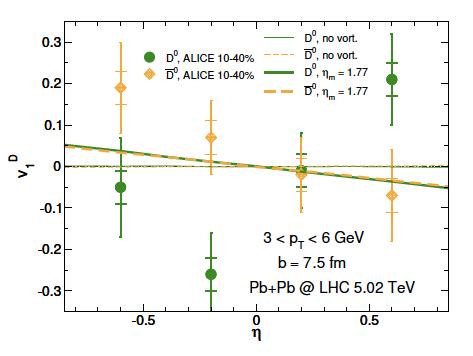 0.3
0.2
0.1
0
-0.1
-0.2
-0.3
v₁ᴰ
D⁰, ALICE 10-40%
D̅⁰, ALICE 10-40%
D⁰, no vort.
D̅⁰, no vort.
D⁰, ηₘ = 1.77
D̅⁰, ηₘ = 1.77
3 < p_T < 6 GeV
b = 7.5 fm
Pb+Pb @ LHC 5.02 TeV
-0.5 0 0.5
η